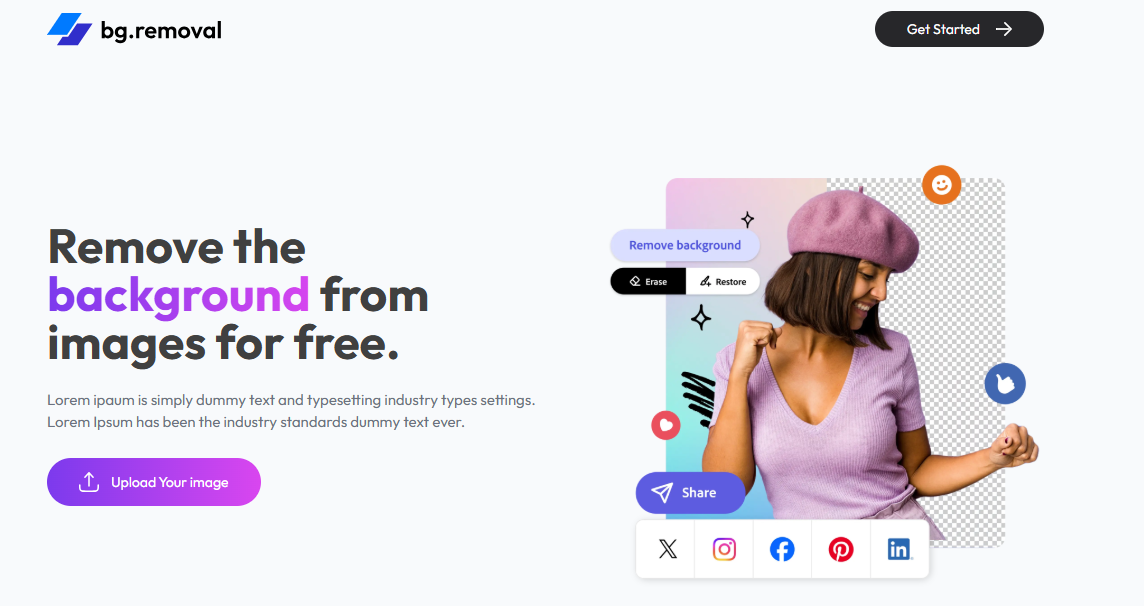 bg.removal
Get Started
Remove the
background from
images for free.
Lorem ipaum is simply dummy text and typesetting industry types settings.
Lorem Ipsum has been the industry standards dummy text ever.
Upload Your image
Remove background
Erase
Restore
Share